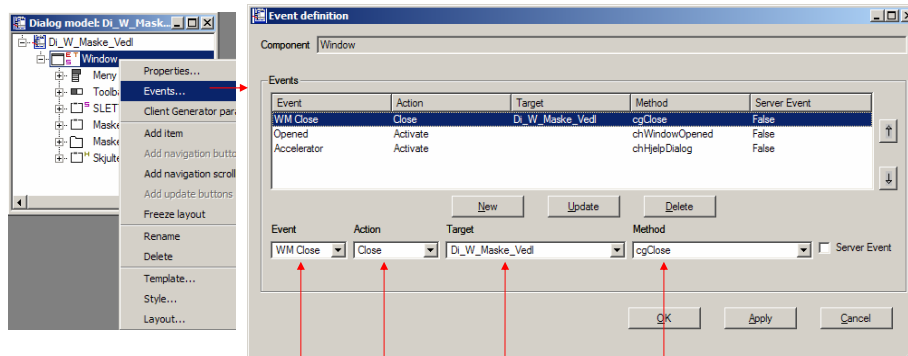 Dialog model: Di_W_Mask...
Di_W_Maske_Vedl
Window
Meny
Toolb
SLET
Maske
Maske
Skjulte
Properties...
Events...
Client Generator par
Add item
Add navigation butto
Add navigation scroll
Add update buttons
Freeze layout
Rename
Delete
Template...
Style...
Layout...
Event definition
Component Window
Events
Event Action Target Method Server Event
WM Close Close Di_W_Maske_Vedl cgClose False
Opened Activate chWindowOpened False
Accelerator Activate chHjelpDialog False
New Update Delete
Event Action Target Method
WM Close Close Di_W_Maske_Vedl cgClose Server Event
OK Apply Cancel